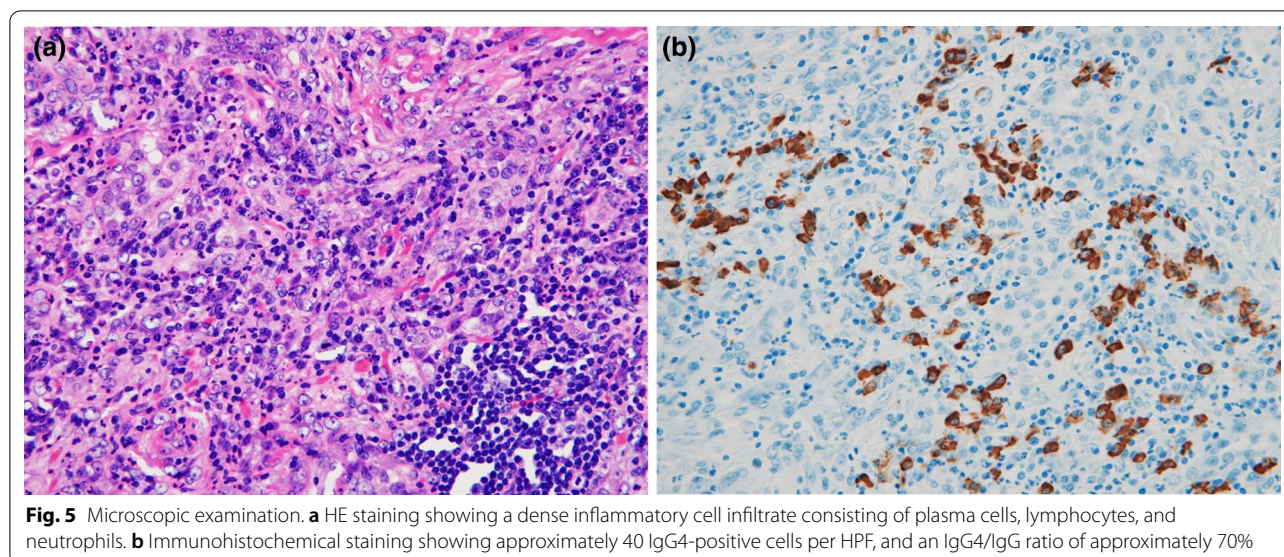 (a)
(b)
Fig. 5 Microscopic examination. a HE staining showing a dense inflammatory cell infiltrate consisting of plasma cells, lymphocytes, and
neutrophils. b Immunohistochemical staining showing approximately 40 IgG4-positive cells per HPF, and an IgG4/IgG ratio of approximately 70%